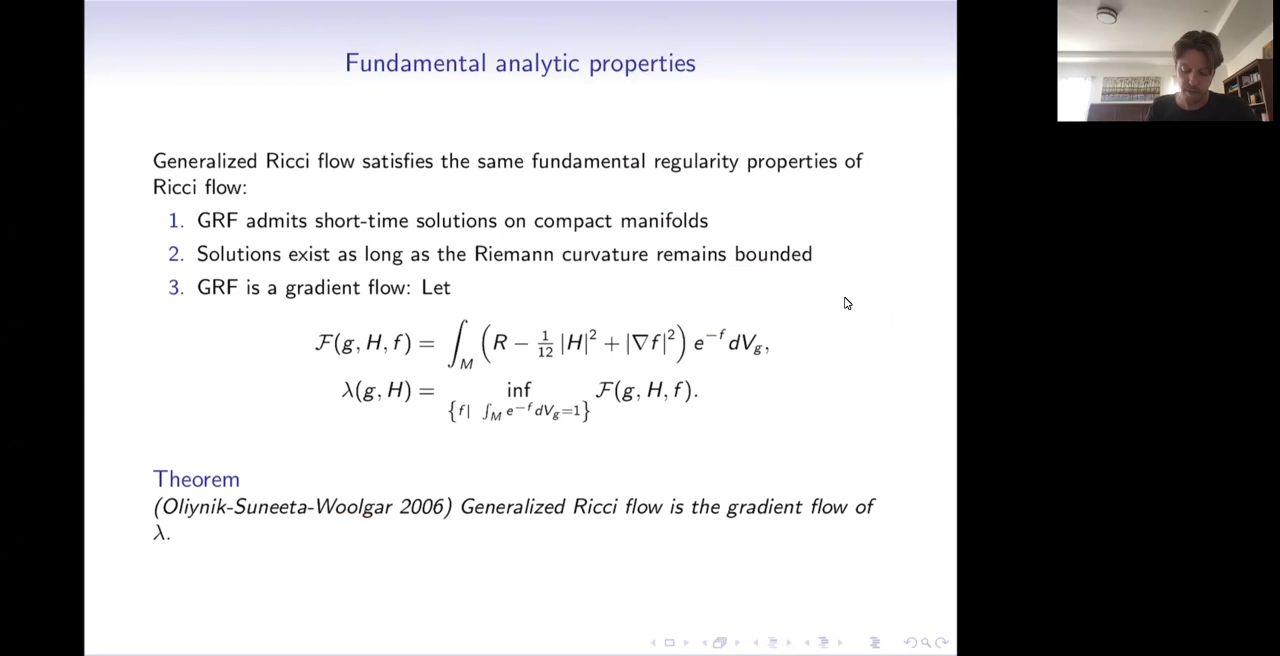 Fundamental analytic properties
Generalized Ricci flow satisfies the same fundamental regularity properties of
Ricci flow:
1. GRF admits short-time solutions on compact manifolds
2. Solutions exist as long as the Riemann curvature remains bounded
3. GRF is a gradient flow: Let
ℱ(g, H, f) = ∫_M (R − 1/12 |H|² + |∇f|²) e^{−f} dV_g,
λ(g, H) = inf_{{f| ∫_M e^{−f} dV_g=1}} ℱ(g, H, f).
Theorem
(Oliynik-Suneeta-Woolgar 2006) Generalized Ricci flow is the gradient flow of
λ.